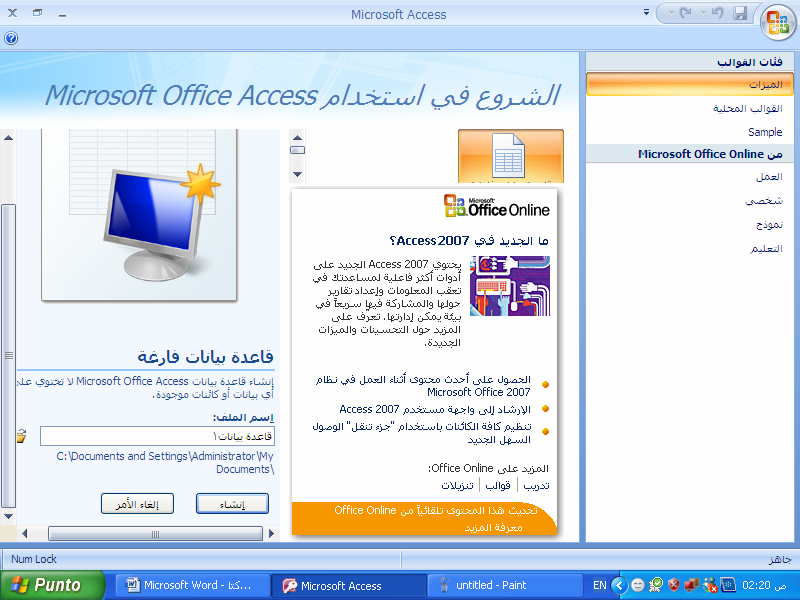 Microsoft Access
الشروع في استخدام Microsoft Office Access
فئات القوالب
الميزات
القوالب المحلية
Sample
من Microsoft Office Online
العمل
شخصي
نموذج
التعليم
Microsoft
Office Online
ما الجديد في Access2007؟
يحتوي Access 2007 الجديد على
أدوات أكثر فاعلية لمساعدتك في
تعقب المعلومات وإعداد تقارير
حولها والمشاركة فيها سريعاً في
بيئة يمكن إدارتها. تعرّف على
المزيد حول التحسينات والميزات
الجديدة.
الحصول على أحدث محتوى أثناء العمل في نظام
Microsoft Office 2007
الإرشاد إلى واجهة مستخدم Access 2007
تنظيم كافة الكائنات باستخدام "جزء تنقل" الوصول
السهل الجديد
المزيد على Office Online:
تدريب | قوالب | تنزيلات
تحديث هذا المحتوى تلقائياً من Office Online
معرفة المزيد
قاعدة بيانات فارغة
إنشاء قاعدة بيانات Microsoft Office Access لا تحتوي على
أي بيانات أو كائنات موجودة.
اسم الملف:
قاعدة بيانات١
C:\Documents and Settings\Administrator\My
Documents\
إنشاء
إلغاء الأمر
جاهز
Num Lock
Punto
Microsoft Word - كتا...
Microsoft Access
untitled - Paint
EN
02:20 ص